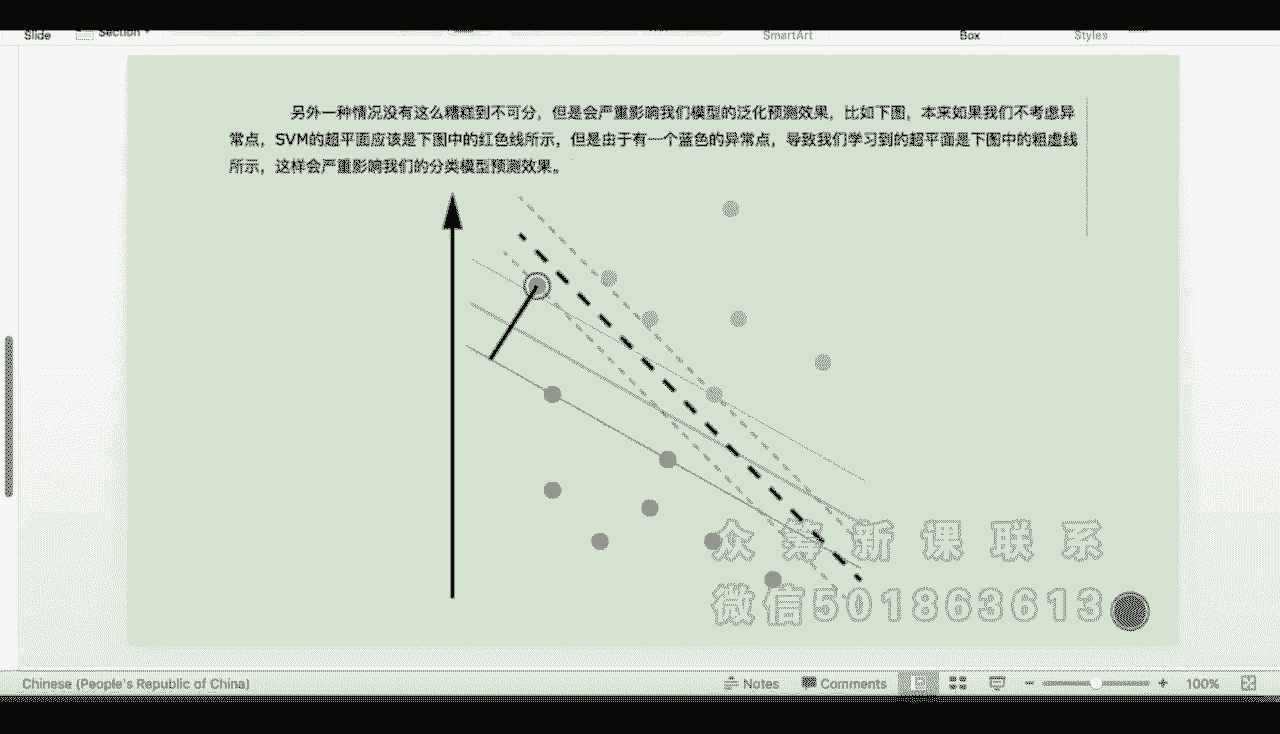 Slide
Section
SmartArt
Box
Styles
另外一种情况没有这么糟糕到不可分，但是会严重影响我们模型的泛化预测效果，比如下图，本来如果我们不考虑异
常点，SVM的超平面应该是下图中的红色线所示，但是由于有一个蓝色的异常点，导致我们学习到的超平面是下图中的粗虚线
所示，这样会严重影响我们的分类模型预测效果。
众筹新课联系
微信501863613
Chinese (People's Republic of China)
Notes
Comments
100%